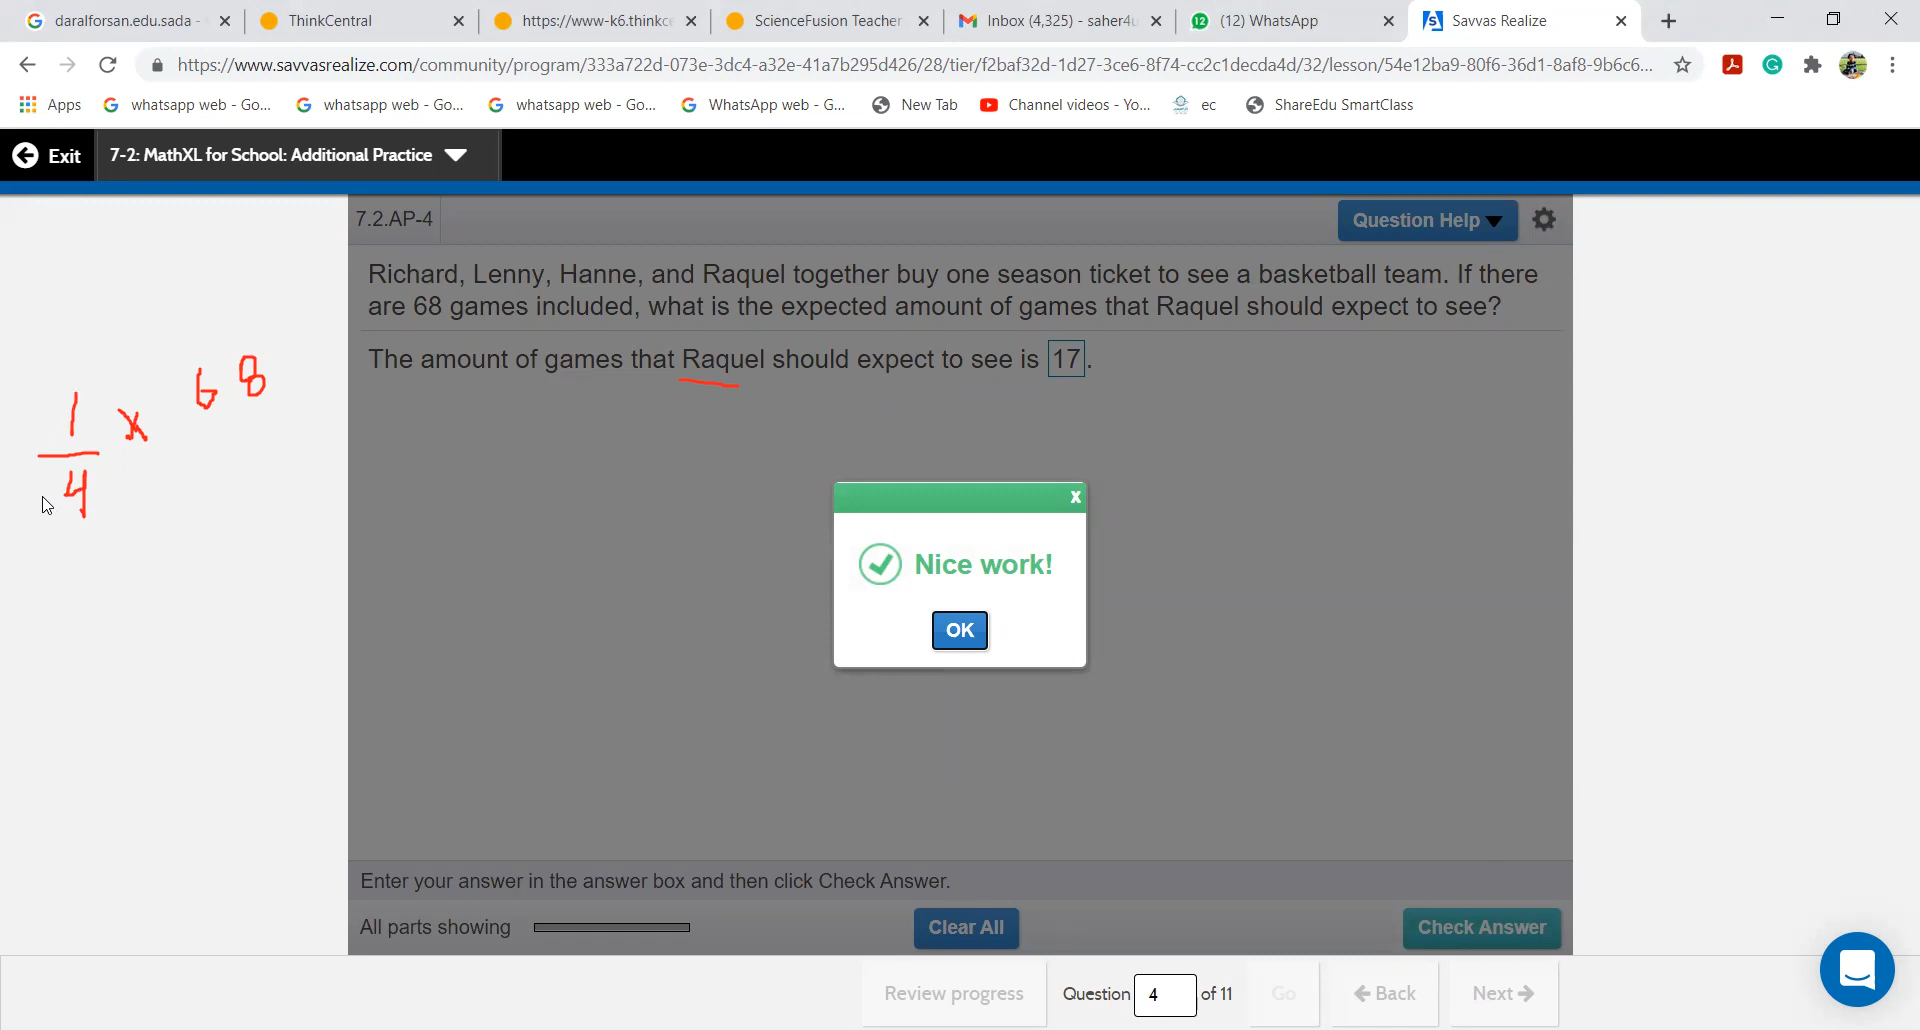 daralforsan.edu.sada -
ThinkCentral
https://www-k6.thinkce
ScienceFusion Teacher
Inbox (4,325) - saher4u
12
(12) WhatsApp
Savvas Realize
https://www.savvasrealize.com/community/program/333a722d-073e-3dc4-a32e-41a7b295d426/28/tier/f2baf32d-1d27-3ce6-8f74-cc2c1decda4d/32/lesson/54e12ba9-80f6-36d1-8af8-9b6c6...
Apps
whatsapp web - Go...
whatsapp web - Go...
whatsapp web - Go...
WhatsApp web - G...
New Tab
Channel videos - Yo...
ec
ShareEdu SmartClass
Exit
7-2: MathXL for School: Additional Practice
7.2.AP-4
Question Help
Richard, Lenny, Hanne, and Raquel together buy one season ticket to see a basketball team. If there
are 68 games included, what is the expected amount of games that Raquel should expect to see?
The amount of games that Raquel should expect to see is 17.
1/4 x 68
x
Nice work!
OK
Enter your answer in the answer box and then click Check Answer.
All parts showing
Clear All
Check Answer
Review progress
Question 4 of 11
Go
Back
Next